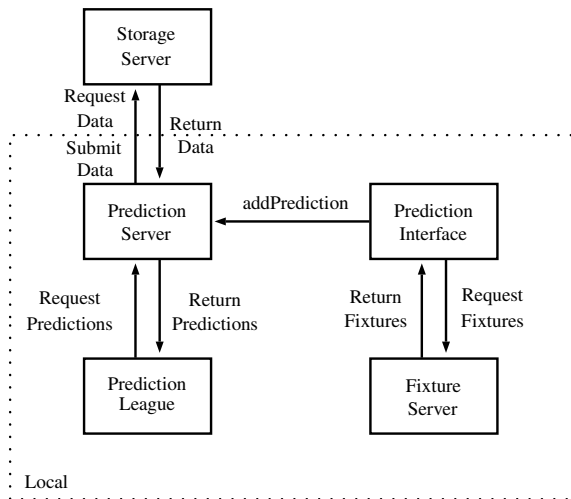 Storage
Server
Request
Data
Submit
Data
Return
Data
Prediction
Server
addPrediction
Prediction
Interface
Request
Predictions
Return
Predictions
Return
Fixtures
Request
Fixtures
Prediction
League
Fixture
Server
Local